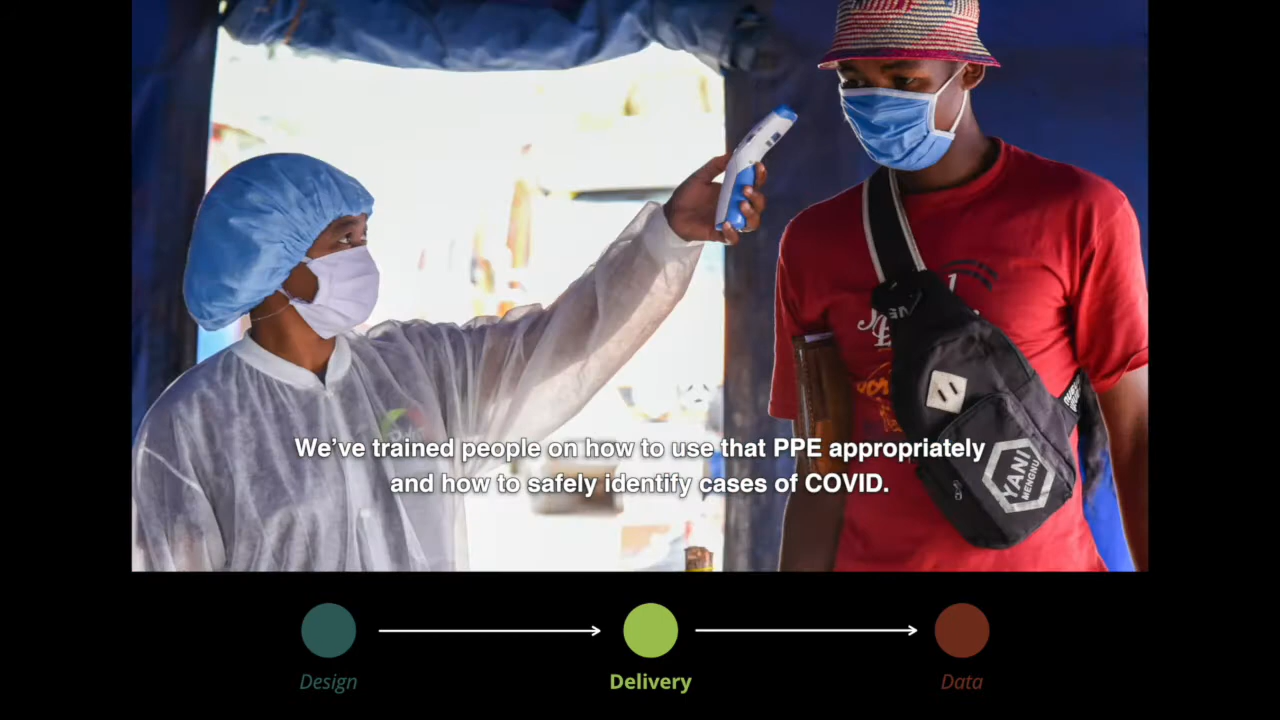 YANI
MENGNU
We've trained people on how to use that PPE appropriately
and how to safely identify cases of COVID.
Design
Delivery
Data